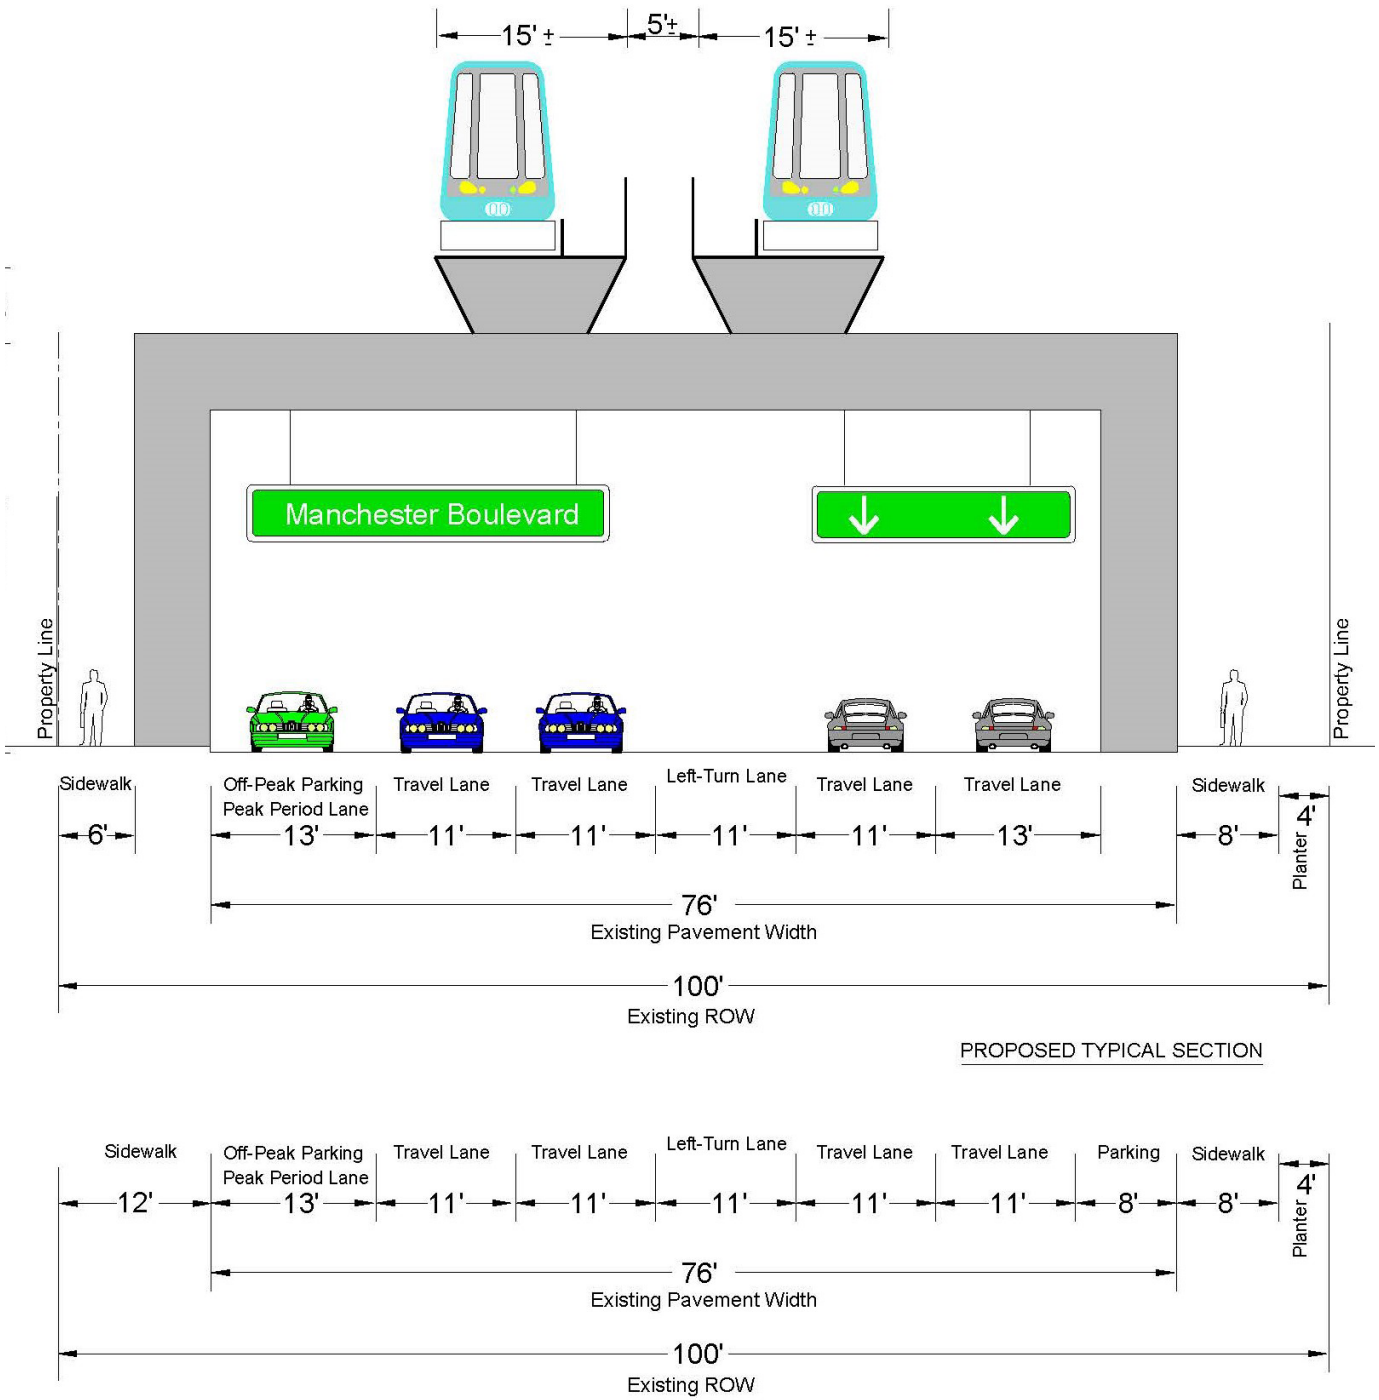 15' ± 5'± 15' ±
Manchester Boulevard
Property Line
Property Line
Sidewalk Off-Peak Parking Travel Lane Travel Lane Left-Turn Lane Travel Lane Travel Lane Sidewalk
Peak Period Lane
6' 13' 11' 11' 11' 11' 13' 8' 4'
Planter
76'
Existing Pavement Width
100'
Existing ROW
PROPOSED TYPICAL SECTION
Sidewalk Off-Peak Parking Travel Lane Travel Lane Left-Turn Lane Travel Lane Travel Lane Parking Sidewalk
Peak Period Lane
12' 13' 11' 11' 11' 11' 11' 8' 8' 4'
Planter
76'
Existing Pavement Width
100'
Existing ROW